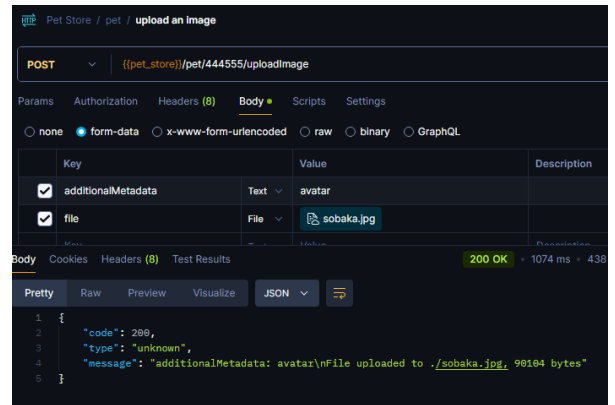 HTTP Pet Store / pet / upload an image
POST {{pet_store}}/pet/444555/uploadImage
Params Authorization Headers (8) Body Scripts Settings
none form-data x-www-form-urlencoded raw binary GraphQL
Key Value Description
additionalMetadata Text avatar
file File sobaka.jpg
Body Cookies Headers (8) Test Results 200 OK 1074 ms 438
Pretty Raw Preview Visualize JSON
1 {
2 "code": 200,
3 "type": "unknown",
4 "message": "additionalMetadata: avatar\nFile uploaded to ./sobaka.jpg, 90104 bytes"
5 }